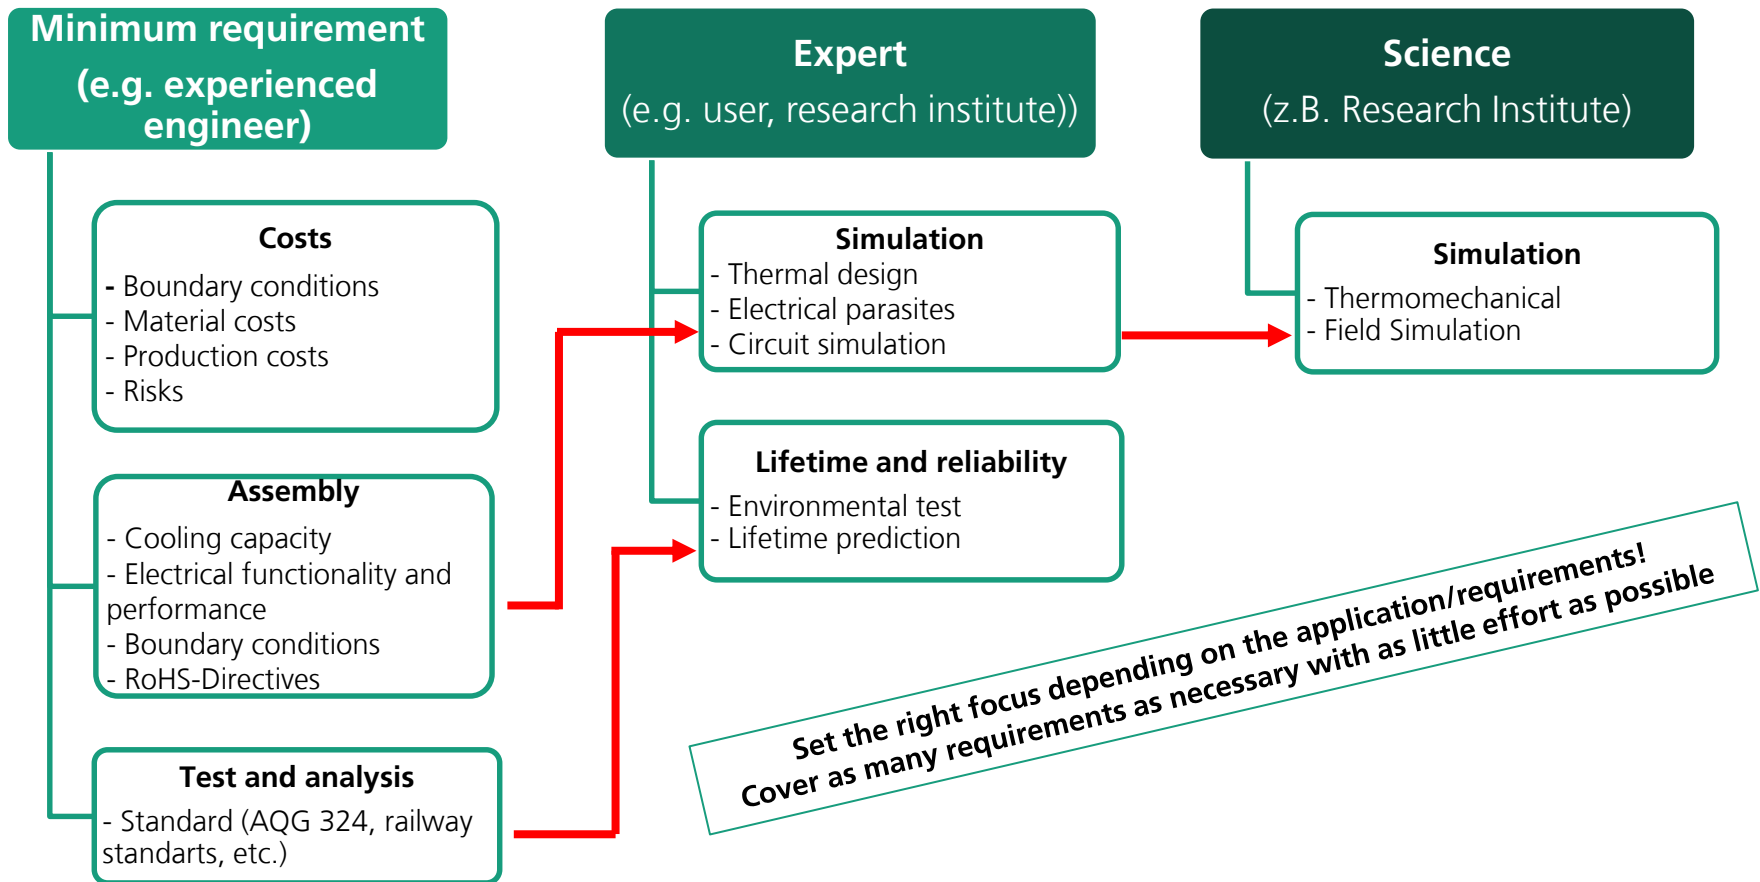 Minimum requirement
(e.g. experienced
engineer)
Costs
- Boundary conditions
- Material costs
- Production costs
- Risks
Assembly
- Cooling capacity
- Electrical functionality and
performance
- Boundary conditions
- RoHS-Directives
Test and analysis
- Standard (AQG 324, railway
standarts, etc.)
Expert
(e.g. user, research institute))
Simulation
- Thermal design
- Electrical parasites
- Circuit simulation
Lifetime and reliability
- Environmental test
- Lifetime prediction
Science
(z.B. Research Institute)
Simulation
- Thermomechanical
- Field Simulation
Set the right focus depending on the application/requirements!
Cover as many requirements as necessary with as little effort as possible